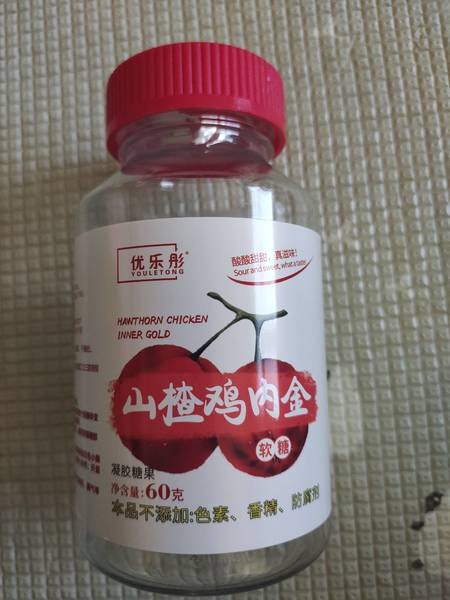 优乐彤®
YOULETONG
酸酸甜甜,真滋味!
Sour and sweet, what a taste!
HAWTHORN CHICKEN
INNER GOLD
山楂鸡内金
软糖
凝胶糖果
净含量:60克
本品不添加:色素、香精、防腐剂